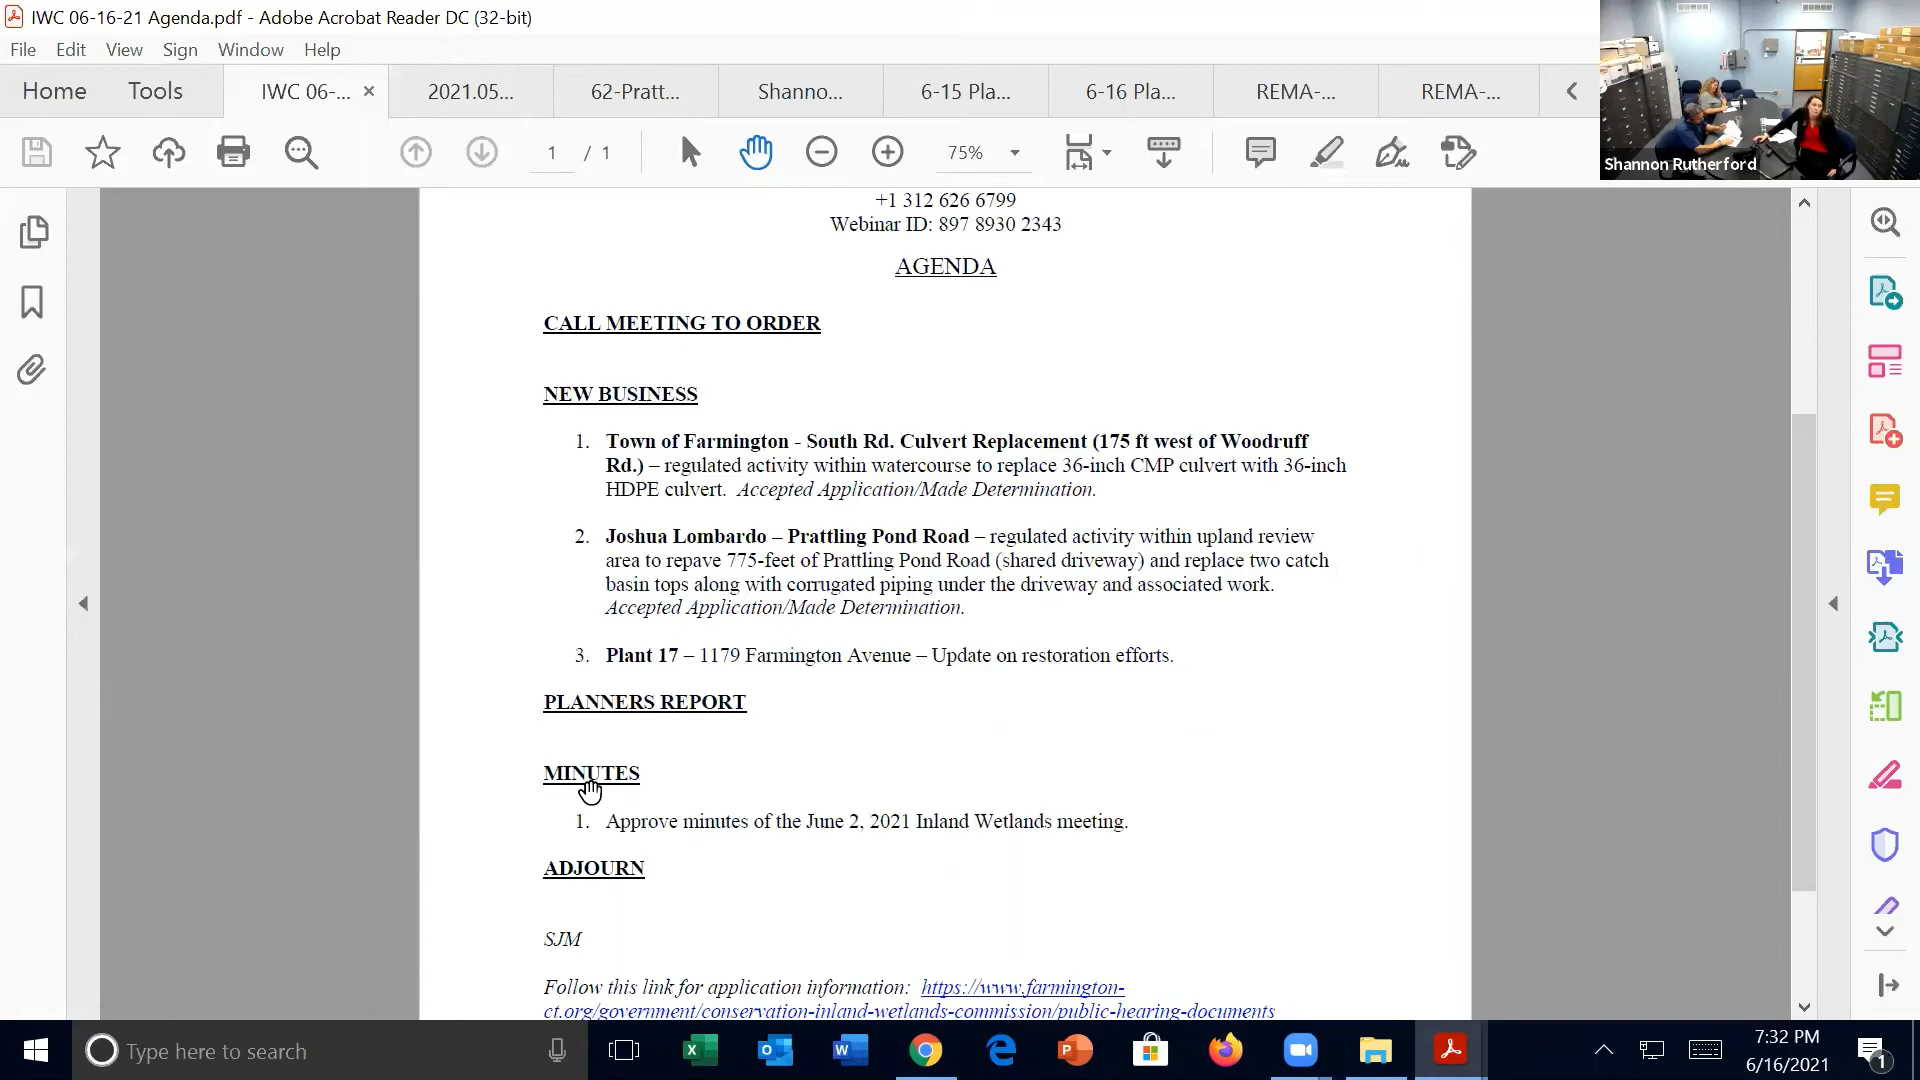 IWC 06-16-21 Agenda.pdf - Adobe Acrobat Reader DC (32-bit)
File Edit View Sign Window Help
Home Tools IWC 06-... 2021.05... 62-Pratt... Shanno... 6-15 Pla... 6-16 Pla... REMA-... REMA-...
1 / 1 75%
Shannon Rutherford
+1 312 626 6799
Webinar ID: 897 8930 2343
AGENDA
CALL MEETING TO ORDER
NEW BUSINESS
1. Town of Farmington - South Rd. Culvert Replacement (175 ft west of Woodruff
Rd.) – regulated activity within watercourse to replace 36-inch CMP culvert with 36-inch
HDPE culvert. Accepted Application/Made Determination.
2. Joshua Lombardo – Prattling Pond Road – regulated activity within upland review
area to repave 775-feet of Prattling Pond Road (shared driveway) and replace two catch
basin tops along with corrugated piping under the driveway and associated work.
Accepted Application/Made Determination.
3. Plant 17 – 1179 Farmington Avenue – Update on restoration efforts.
PLANNERS REPORT
MINUTES
1. Approve minutes of the June 2, 2021 Inland Wetlands meeting.
ADJOURN
SJM
Follow this link for application information: https://www.farmington-
ct.org/government/conservation-inland-wetlands-commission/public-hearing-documents
Type here to search
7:32 PM
6/16/2021
1